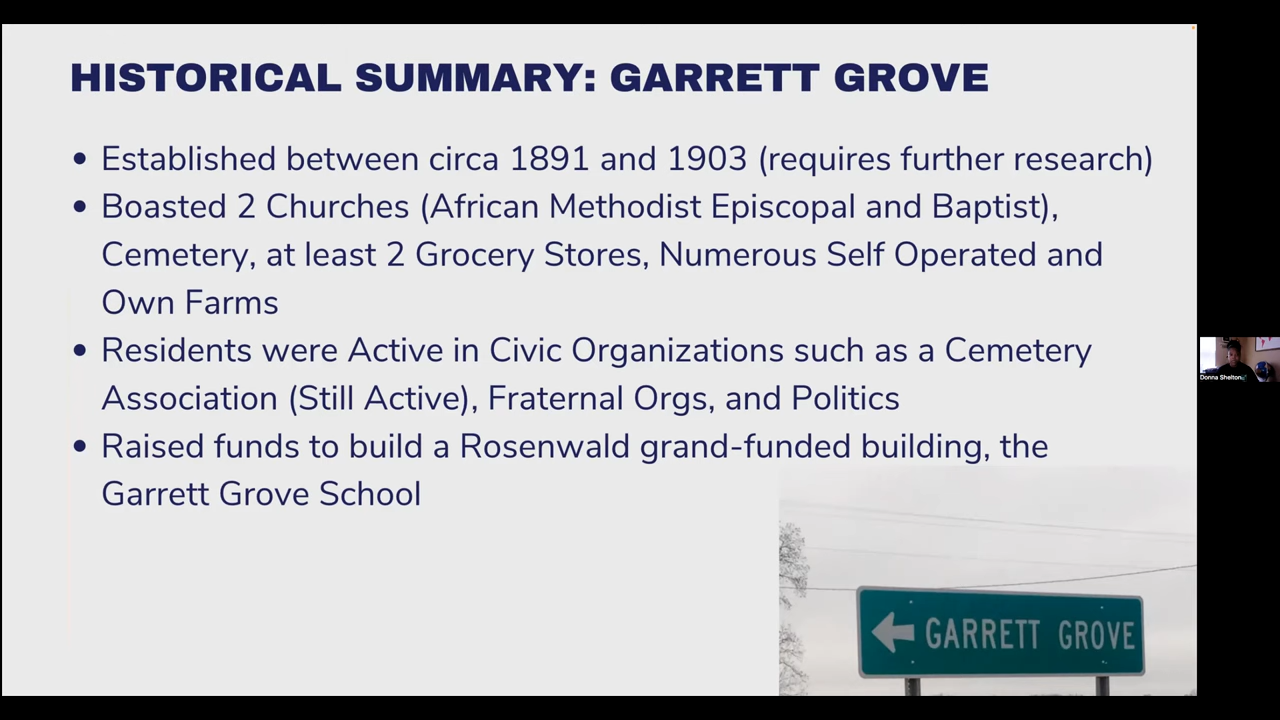 HISTORICAL SUMMARY: GARRETT GROVE
• Established between circa 1891 and 1903 (requires further research)
• Boasted 2 Churches (African Methodist Episcopal and Baptist),
Cemetery, at least 2 Grocery Stores, Numerous Self Operated and
Own Farms
• Residents were Active in Civic Organizations such as a Cemetery
Association (Still Active), Fraternal Orgs, and Politics
• Raised funds to build a Rosenwald grand-funded building, the
Garrett Grove School
GARRETT GROVE
Donna Shelton